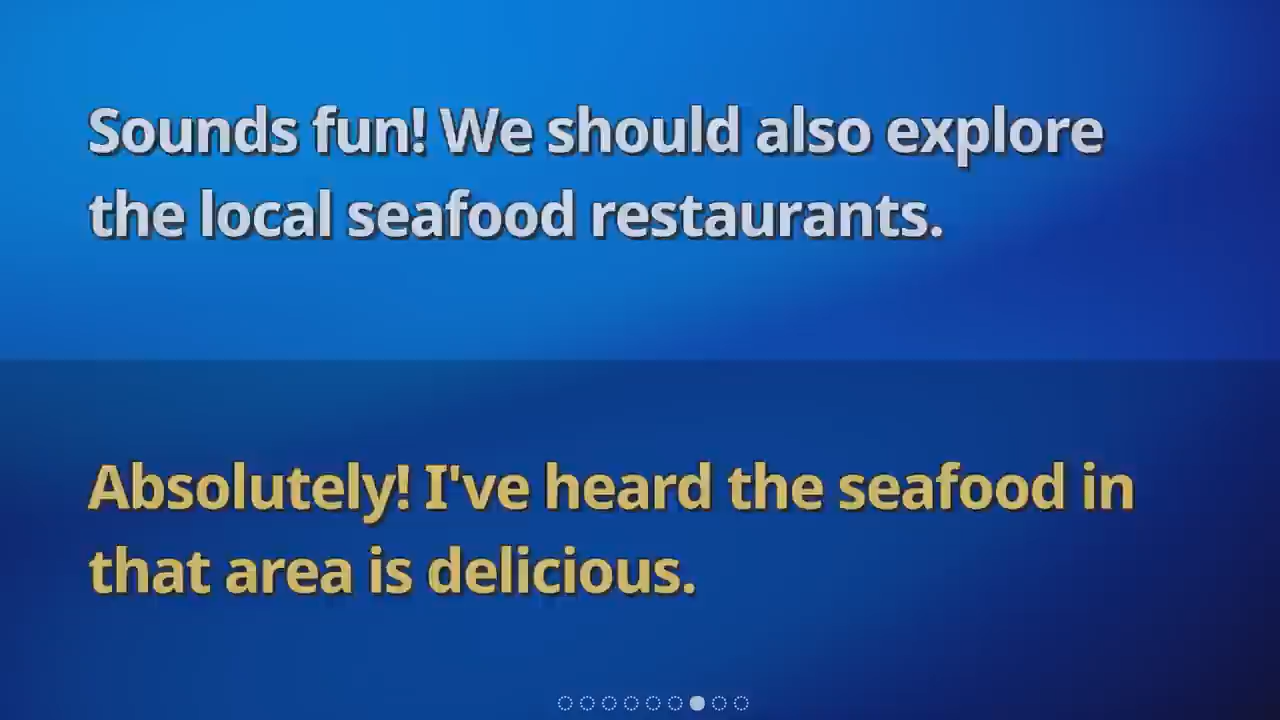 Sounds fun! We should also explore
the local seafood restaurants.
Absolutely! I've heard the seafood in
that area is delicious.